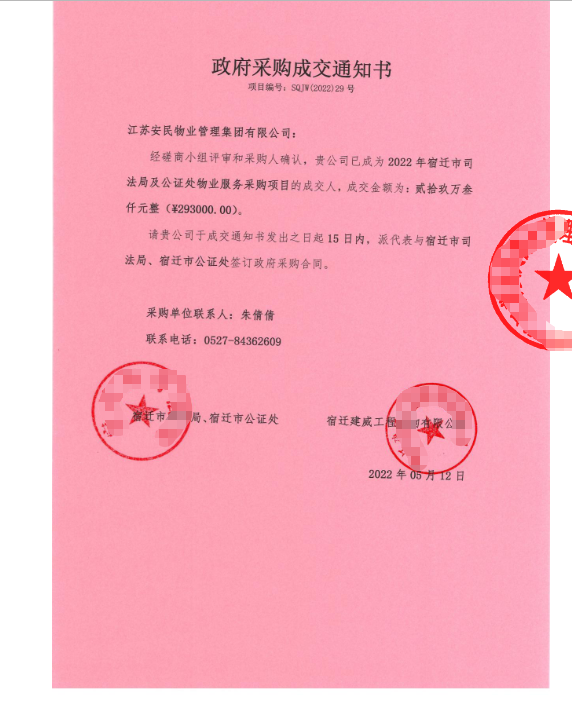 政府采购成交通知书
项目编号：SQJW(2022)29号
江苏安民物业管理集团有限公司：
经磋商小组评审和采购人确认，贵公司已成为2022年宿迁市司
法局及公证处物业服务采购项目的成交人，成交金额为：贰拾玖万叁
仟元整（¥293000.00）。
请贵公司于成交通知书发出之日起15日内，派代表与宿迁市司
法局、宿迁市公证处签订政府采购合同。
采购单位联系人：朱倩倩
联系电话：0527-84362609
宿迁市 局、宿迁市公证处
宿迁建威工程 有限公
2022年05月12日